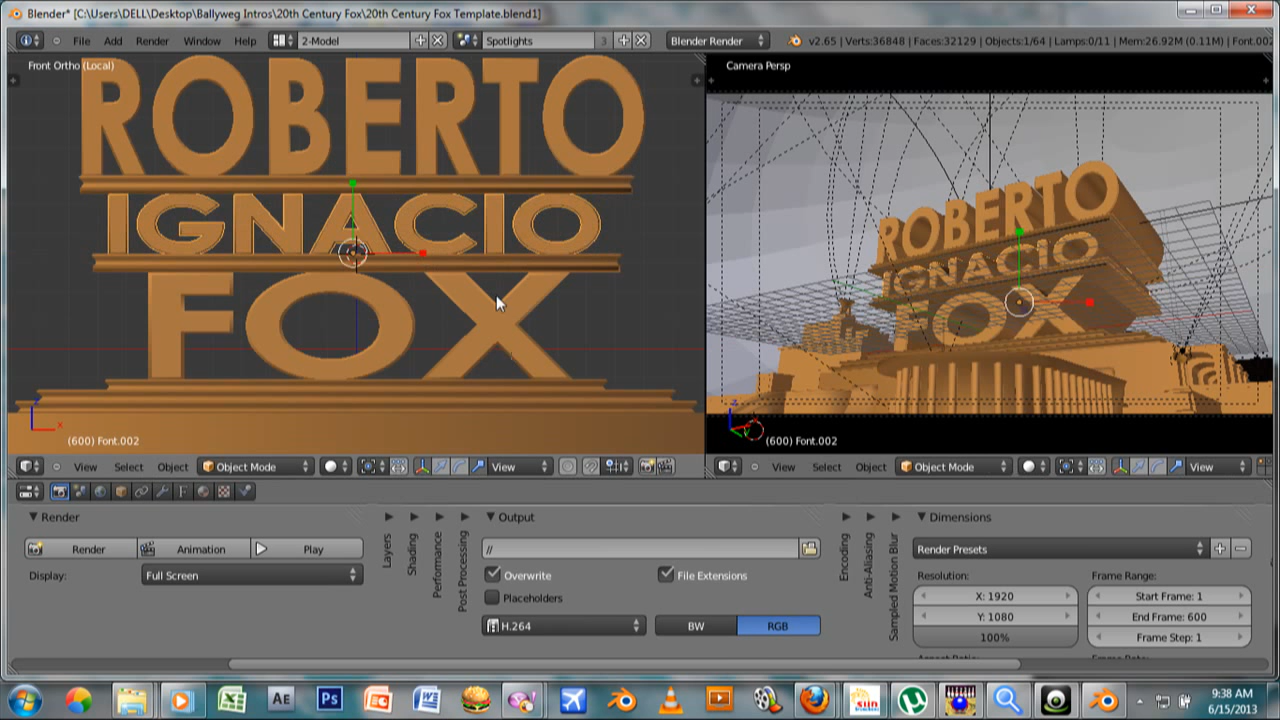 Blender* [C:\Users\DELL\Desktop\Ballyweg Intros\20th Century Fox\20th Century Fox Template.blend1]
File Add Render Window Help 2-Model Spotlights 3 Blender Render v2.65 | Verts:36848 | Faces:32129 | Objects:1/64 | Lamps:0/11 | Mem:26.92M (0.11M) | Font.002
Front Ortho (Local)
ROBERTO
IGNACIO
FOX
z
x
(600) Font.002
Camera Persp
ROBERTO
IGNACIO
FOX
z
(600) Font.002
View Select Object Object Mode View
View Select Object Object Mode View
Render
Render Animation Play
Display: Full Screen
Layers
Shading
Performance
Post Processing
Output
//
Overwrite File Extensions
Placeholders
H.264 BW RGB
Encoding
Anti-Aliasing
Sampled Motion Blur
Dimensions
Render Presets
Resolution: Frame Range:
X: 1920 Start Frame: 1
Y: 1080 End Frame: 600
100% Frame Step: 1
AE Ps
9:38 AM
6/15/2013